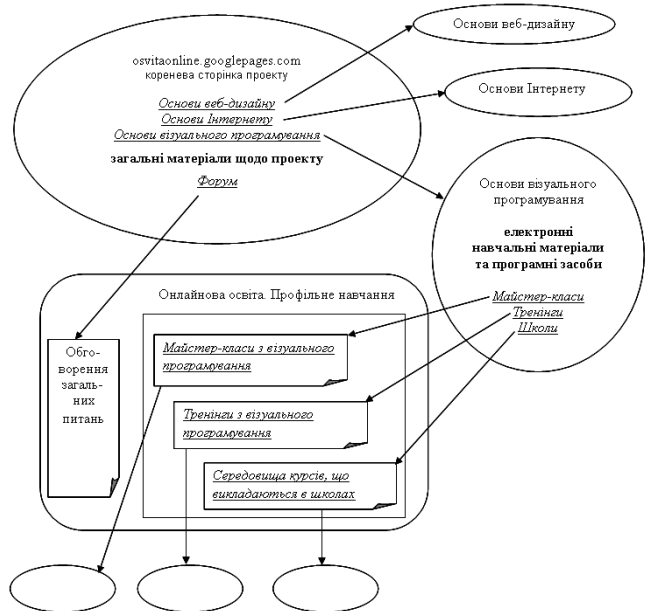 Основи веб-дизайну
osvitaonline.googlepages.com
коренева сторінка проекту
Основи веб-дизайну
Основи Інтернету
Основи візуального програмування
загальні матеріали щодо проекту
Форум
Основи Інтернету
Основи візуального
програмування
електронні
навчальні матеріали
та програмні засоби
Майстер-класи
Тренінги
Школи
Онлайнова освіта. Профільне навчання
Обго-
ворення
загаль-
них
питань
Майстер-класи з візуального
програмування
Тренінги з візуального
програмування
Середовища курсів, що
викладаються в школах